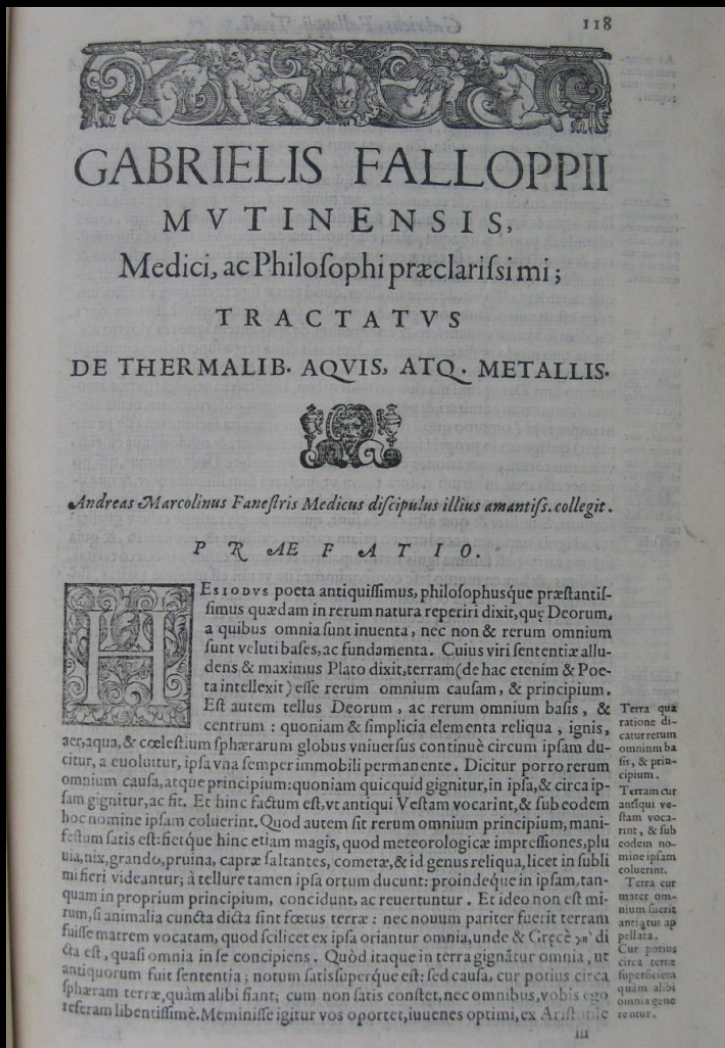 118
GABRIELIS FALLOPPII
MVTINENSIS,
Medici, ac Philoſophi præclariſsimi;
TRACTATVS
DE THERMALIB. AQVIS, ATQ. METALLIS.
Andreas Marcolinus Faneſtris Medicus diſcipulus illius amantiſs. collegit.
PRAEFATIO.
HESIODVS poeta antiquiſſimus, philoſophuſque præſtantiſ-
ſimus quædam in rerum natura reperiri dixit, quę Deorum,
a quibus omnia ſunt inuenta, nec non & rerum omnium
ſunt veluti baſes, ac fundamenta. Cuius viri ſententiæ allu-
dens & maximus Plato dixit, terram (de hac etenim & Poe-
ta intellexit) eſſe rerum omnium cauſam, & principium.
Eſt autem tellus Deorum, ac rerum omnium baſis, &
centrum: quoniam & ſimplicia elementa reliqua, ignis,
aer, aqua, & cœleſtium ſphærarum globus vniuerſus continuè circum ipſam du-
citur, a euoluitur, ipſa vna ſemper immobili permanente. Dicitur porro rerum
omnium cauſa, atque principium: quoniam quicquid gignitur, in ipſa, & circa ip-
ſam gignitur, ac fit. Et hinc factum eſt, vt antiqui Veſtam vocarint, & ſub eodem
hoc nomine ipſam coluerint. Quod autem ſit rerum omnium principium, mani-
feſtum ſatis eſt: fietque hinc etiam magis, quod meteorologicæ impreſſiones, plu
uia, nix, grando, pruina, capræ ſaltantes, cometæ, & id genus reliqua, licet in ſubli
mi fieri videantur; à tellure tamen ipſa ortum ducunt: proindeque in ipſam, tan-
quam in proprium principium, concidunt, ac reuertuntur. Et ideo non eſt mi-
rum, ſi animalia cuncta dicta ſint fœtus terræ: nec nouum pariter fuerit terram
fuiſſe matrem vocatam, quod ſcilicet ex ipſa oriantur omnia, unde & Gręcè γῆ di
cta eſt, quaſi omnia in ſe concipiens. Quòd itaque in terra gignãtur omnia, ut
antiquorum fuit ſententia; notum ſatis ſuperque eſt: ſed cauſa, cur potius circa
ſphæram terræ, quàm alibi fiant; cum non ſatis conſtet, nec omnibus, vobis ego
referam libentiſſimè. Meminiſſe igitur vos oportet, iuuenes optimi, ex Ariſtotele
Terra qua
ratione di-
catur rerum
omnium ba
ſis, & prin-
cipium.
Terram cur
antiqui ve-
ſtam voca-
rint, & ſub
eodem no-
mine ipſam
coluerint.
Terra cur
mater om-
nium fuerit
antiqtus ap
pellata.
Cur potius
circa terræ
ſuperficiem
quàm alibi
omnia gene
rentur.